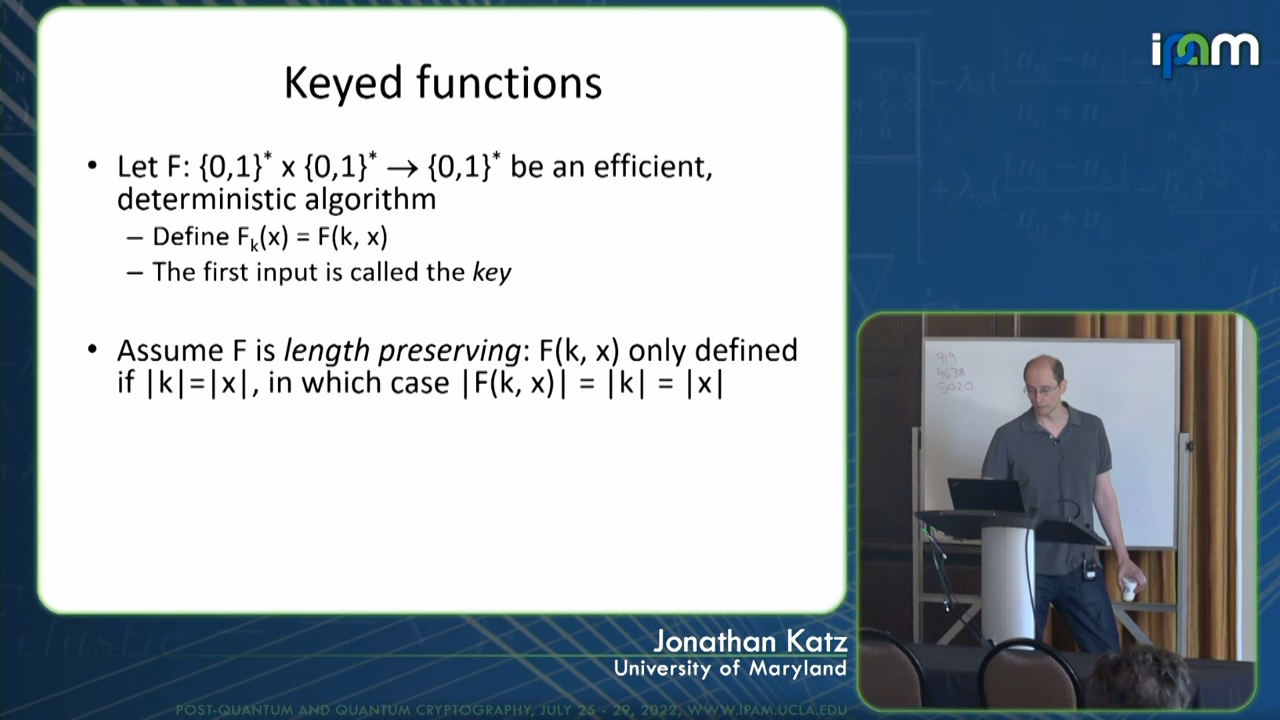 Keyed functions
• Let F: {0,1}* x {0,1}* → {0,1}* be an efficient,
deterministic algorithm
– Define Fk(x) = F(k, x)
– The first input is called the key
• Assume F is length preserving: F(k, x) only defined
if |k|=|x|, in which case |F(k, x)| = |k| = |x|
ipam
919
4638
5020
Jonathan Katz
University of Maryland
POST-QUANTUM AND QUANTUM CRYPTOGRAPHY, JULY 25 - 29, 2022, WWW.IPAM.UCLA.EDU